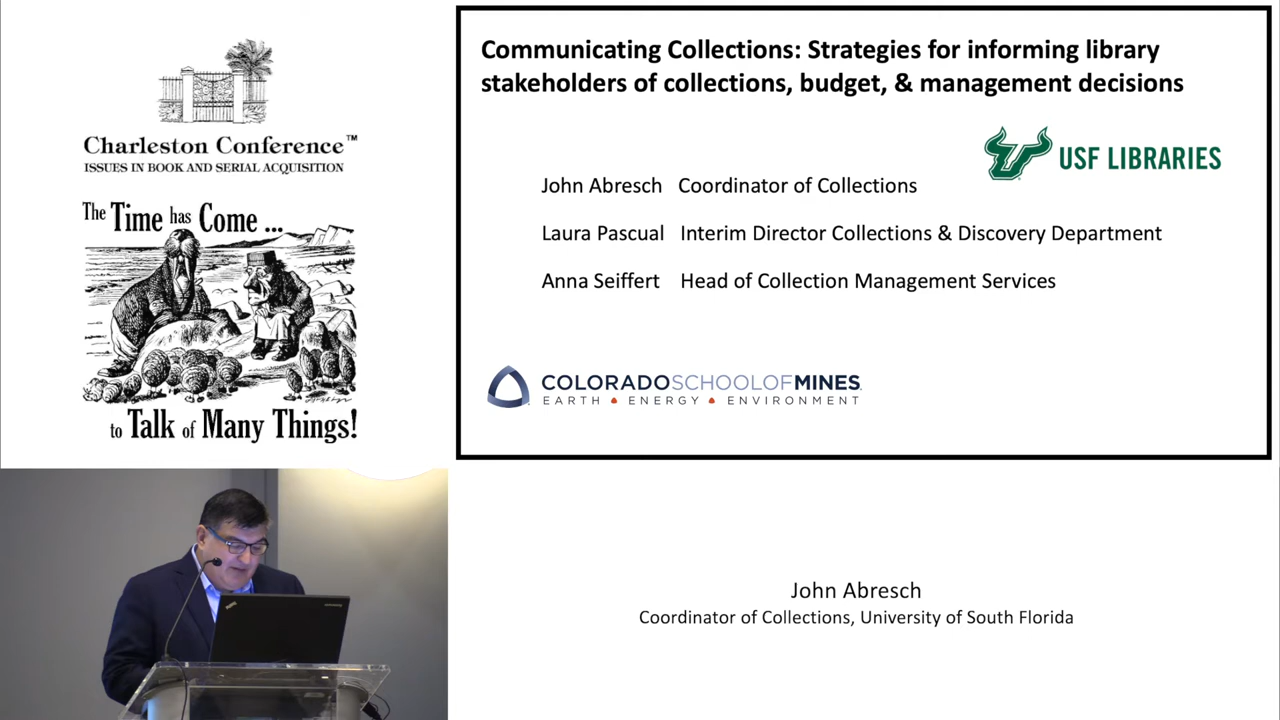 Charleston Conference™
ISSUES IN BOOK AND SERIAL ACQUISITION
The Time has Come ...
to Talk of Many Things!
Communicating Collections: Strategies for informing library
stakeholders of collections, budget, & management decisions
USF LIBRARIES
John Abresch Coordinator of Collections
Laura Pascual Interim Director Collections & Discovery Department
Anna Seiffert Head of Collection Management Services
COLORADOSCHOOLOFMINES
EARTH • ENERGY • ENVIRONMENT
ThinkPad
John Abresch
Coordinator of Collections, University of South Florida